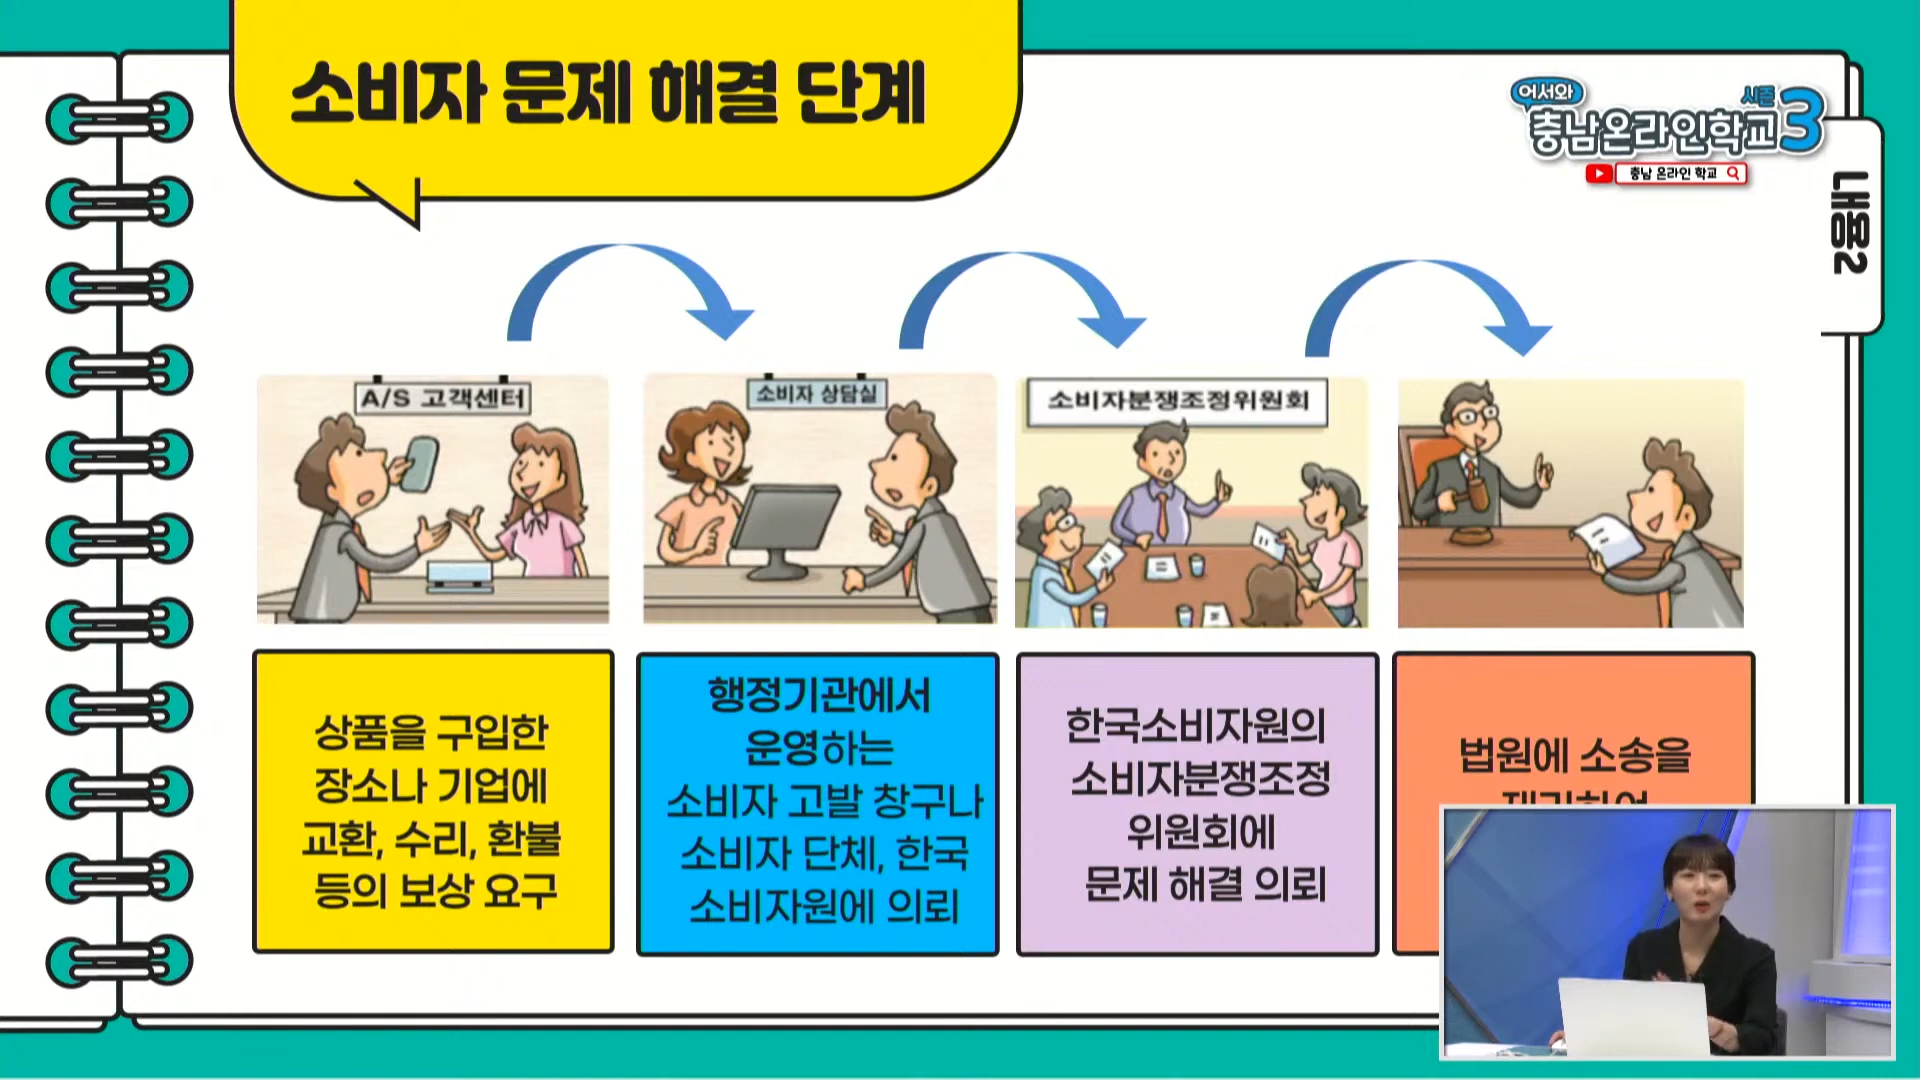 소비자 문제 해결 단계
어서와
시즌
충남온라인학교3
충남 온라인 학교
내용2
A/S 고객센터
소비자 상담실
소비자분쟁조정위원회
상품을 구입한
장소나 기업에
교환, 수리, 환불
등의 보상 요구
행정기관에서
운영하는
소비자 고발 창구나
소비자 단체, 한국
소비자원에 의뢰
한국소비자원의
소비자분쟁조정
위원회에
문제 해결 의뢰
법원에 소송을